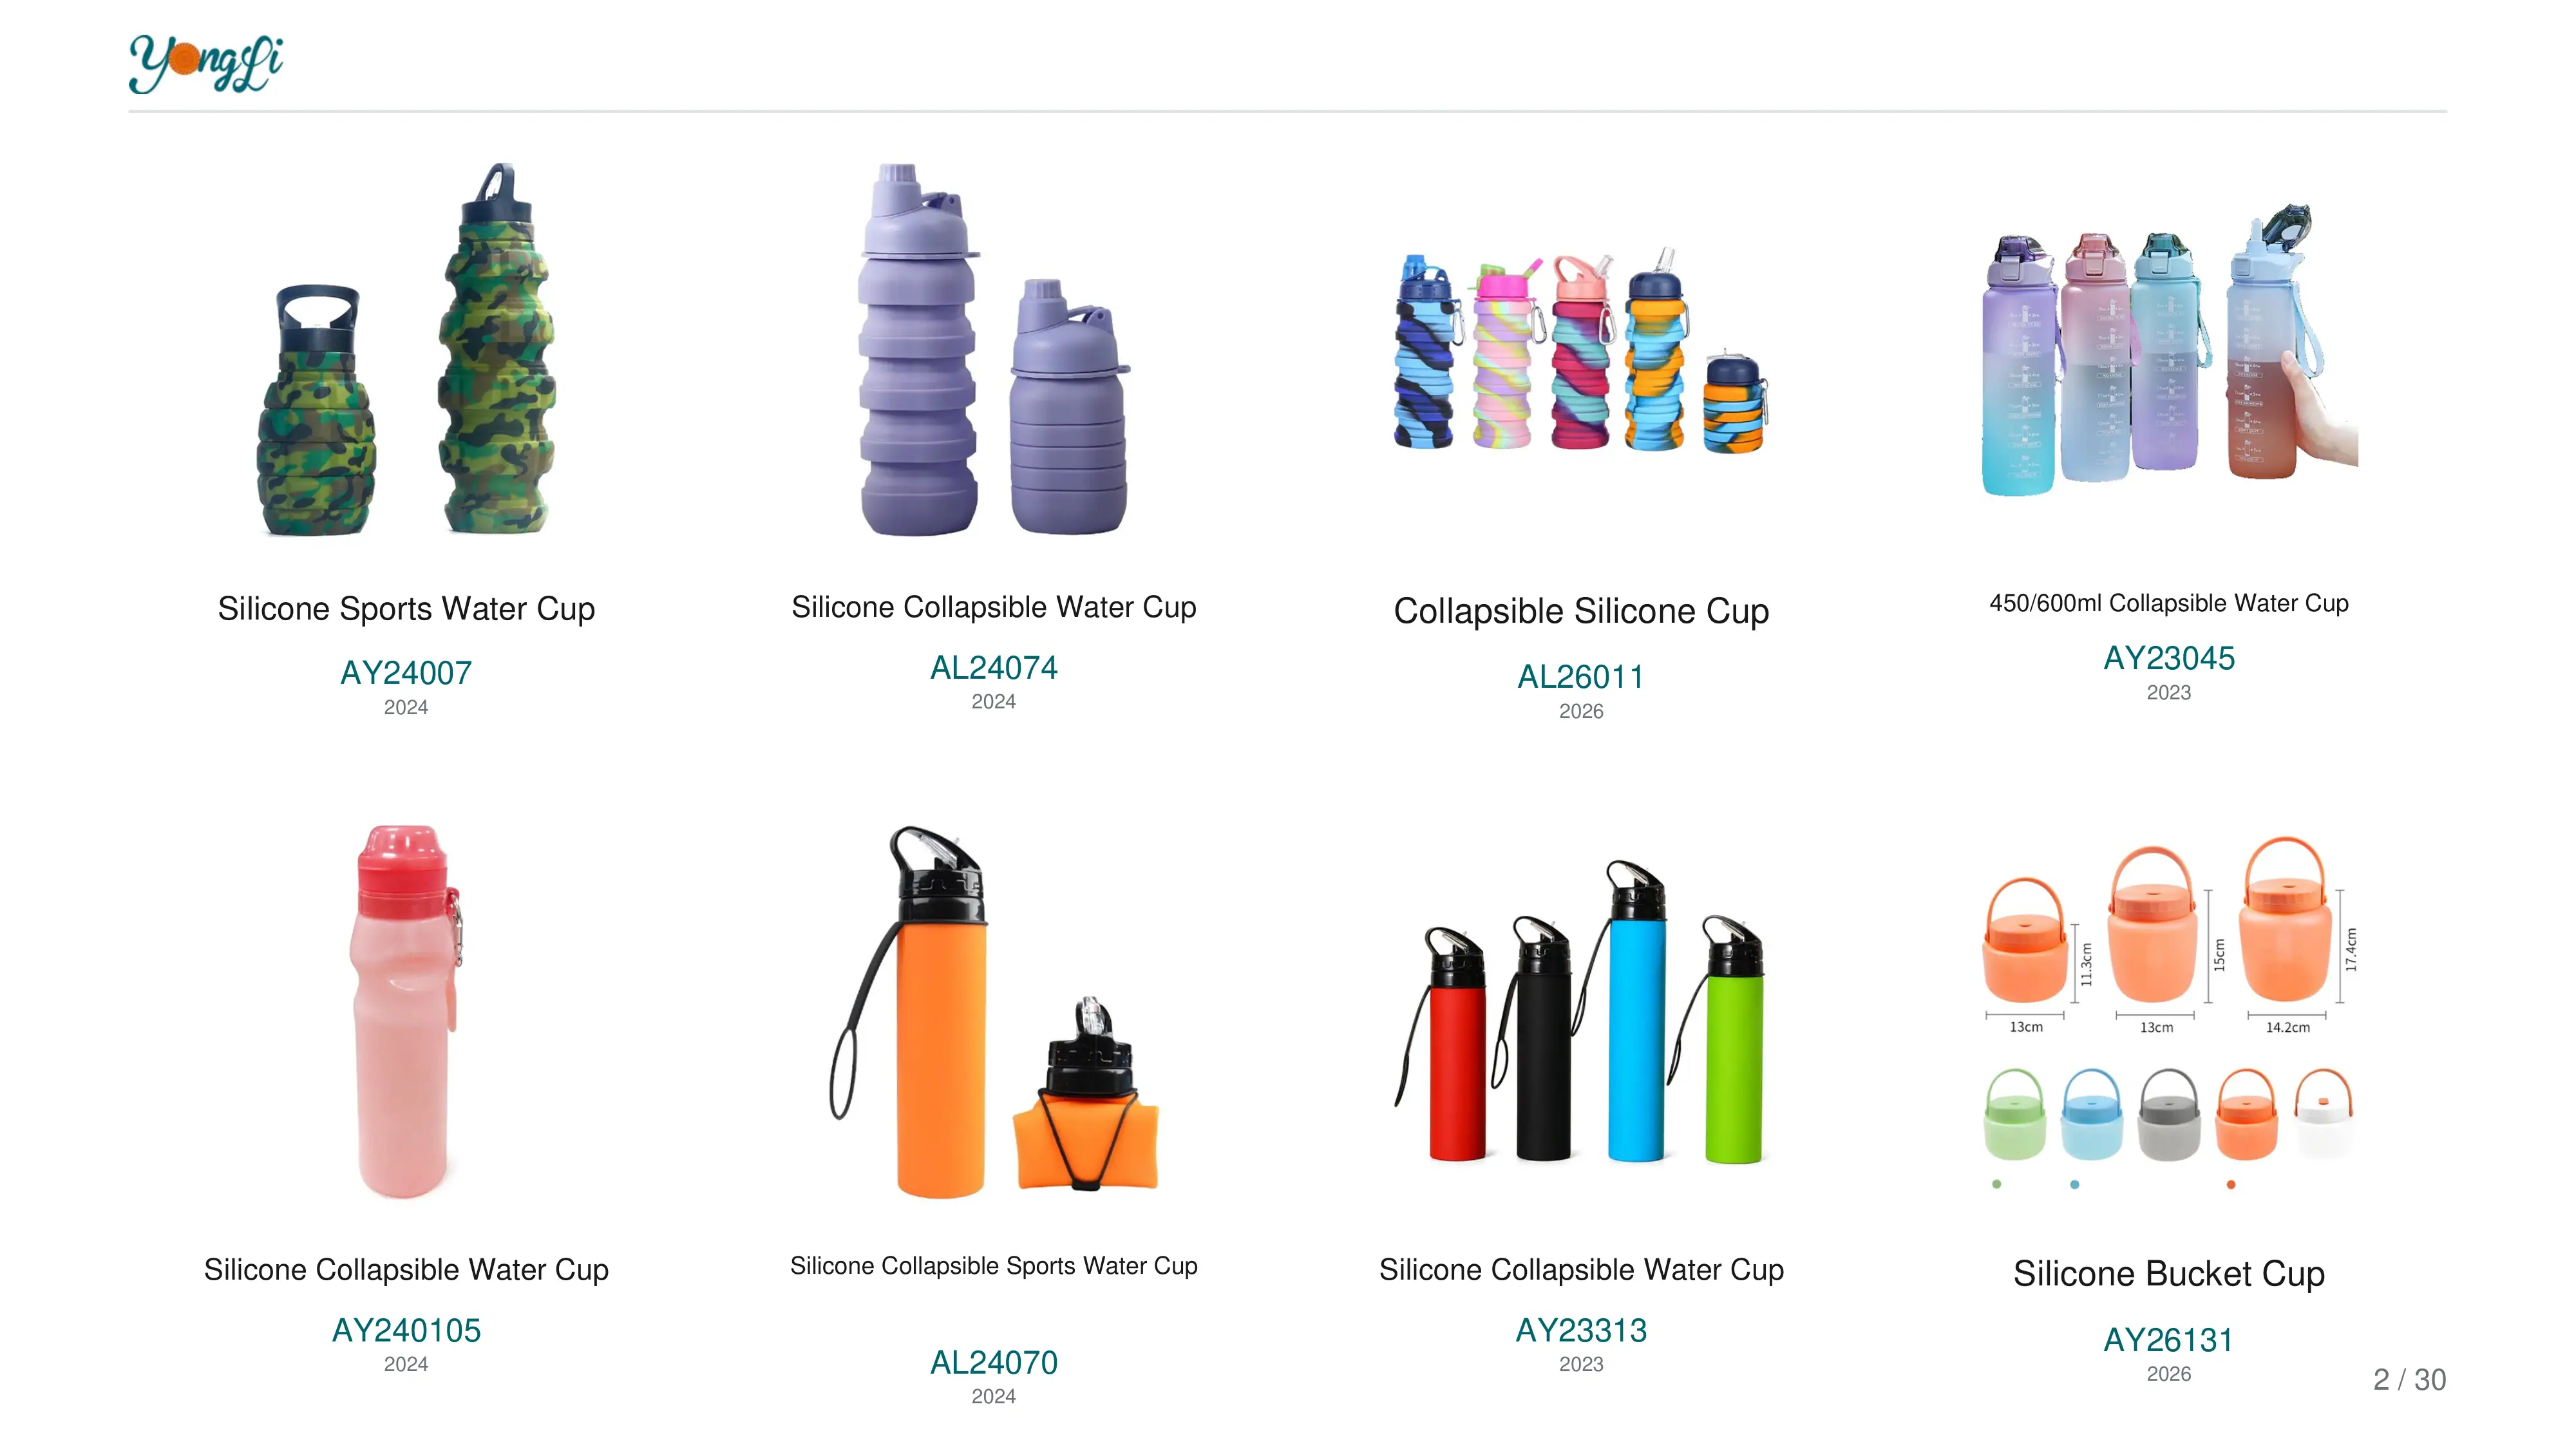 YongLi
Silicone Sports Water Cup
AY24007
2024
Silicone Collapsible Water Cup
AL24074
2024
Collapsible Silicone Cup
AL26011
2026
450/600ml Collapsible Water Cup
AY23045
2023
Silicone Collapsible Water Cup
AY240105
2024
Silicone Collapsible Sports Water Cup
AL24070
2024
Silicone Collapsible Water Cup
AY23313
2023
11.3cm
15cm
17.4cm
13cm
13cm
14.2cm
Silicone Bucket Cup
AY26131
2026
2 / 30